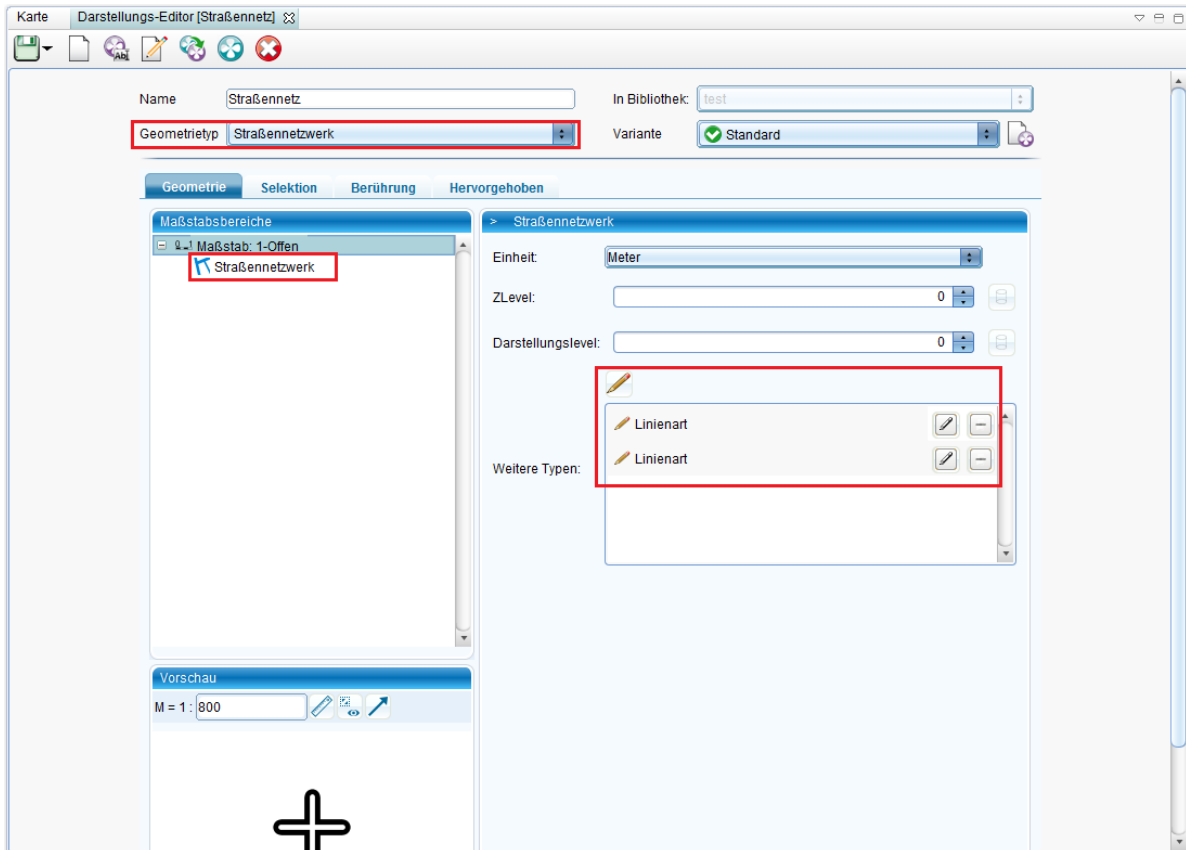 Karte
Darstellungs-Editor [Straßennetz]
Abl
Name
Straßennetz
In Bibliothek:
test
Geometrietyp
Straßennetzwerk
Variante
Standard
Geometrie
Selektion
Berührung
Hervorgehoben
Maßstabsbereiche
Maßstab: 1-Offen
Straßennetzwerk
> Straßennetzwerk
Einheit:
Meter
ZLevel:
0
Darstellungslevel:
0
Linienart
Linienart
Weitere Typen:
Vorschau
M = 1 : 800